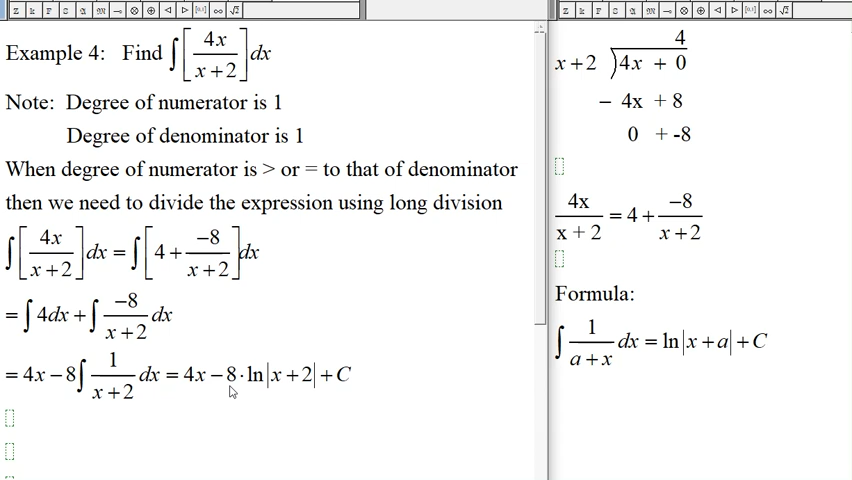 Example 4: Find ∫[4x/(x+2)]dx
Note: Degree of numerator is 1
Degree of denominator is 1
When degree of numerator is > or = to that of denominator
then we need to divide the expression using long division
∫[4x/(x+2)]dx = ∫[4 + -8/(x+2)]dx
= ∫4dx + ∫ -8/(x+2) dx
= 4x - 8∫ 1/(x+2) dx = 4x - 8·ln|x+2| + C
4
x+2 )4x + 0
− 4x + 8
0 + -8
4x/(x+2) = 4 + -8/(x+2)
Formula:
∫ 1/(a+x) dx = ln|x+a| + C